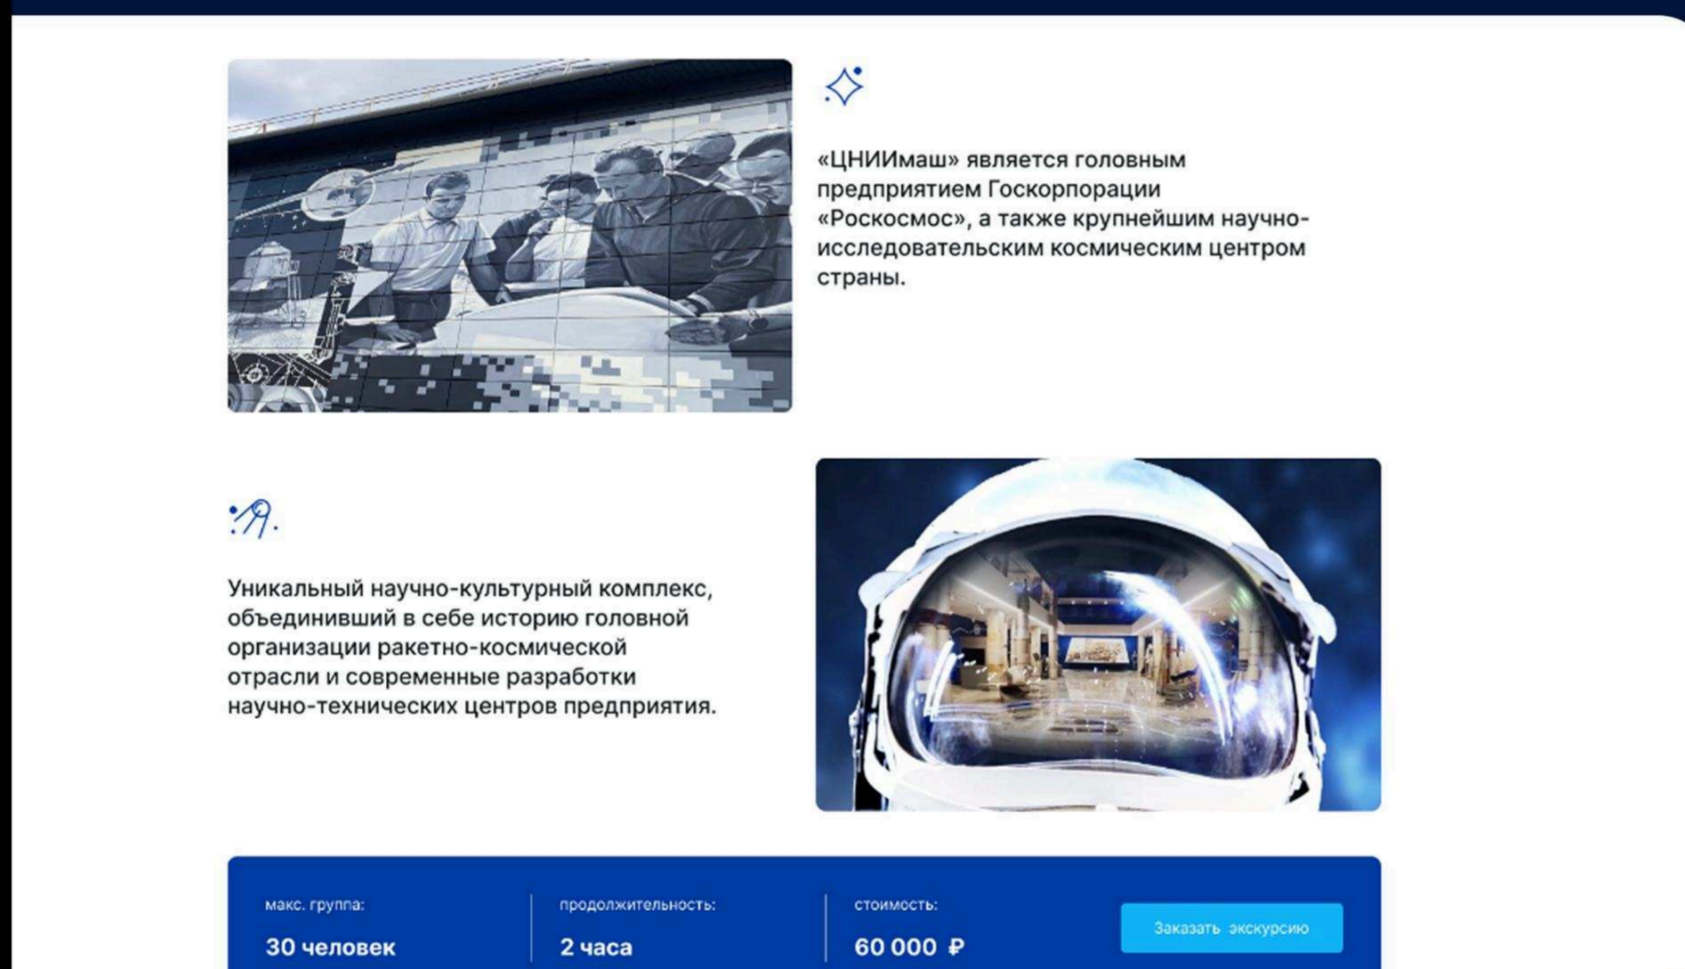 «ЦНИИмаш» является головным
предприятием Госкорпорации
«Роскосмос», а также крупнейшим научно-
исследовательским космическим центром
страны.
Уникальный научно-культурный комплекс,
объединивший в себе историю головной
организации ракетно-космической
отрасли и современные разработки
научно-технических центров предприятия.
макс. группа:
30 человек
продолжительность:
2 часа
стоимость:
60 000 ₽
Заказать экскурсию